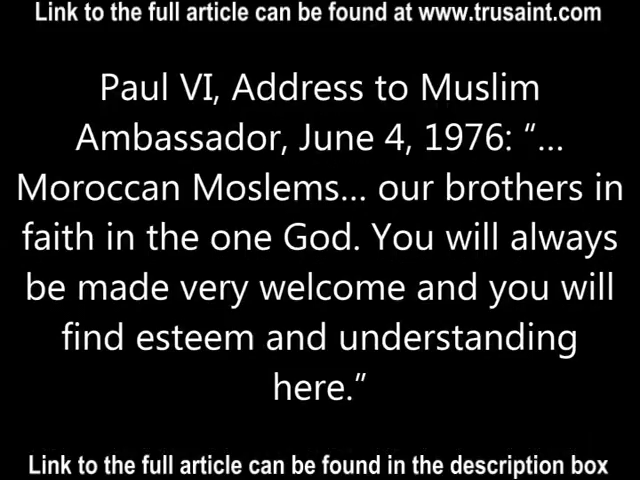 Link to the full article can be found at www.trusaint.com
Paul VI, Address to Muslim
Ambassador, June 4, 1976: “…
Moroccan Moslems… our brothers in
faith in the one God. You will always
be made very welcome and you will
find esteem and understanding
here.”
Link to the full article can be found in the description box